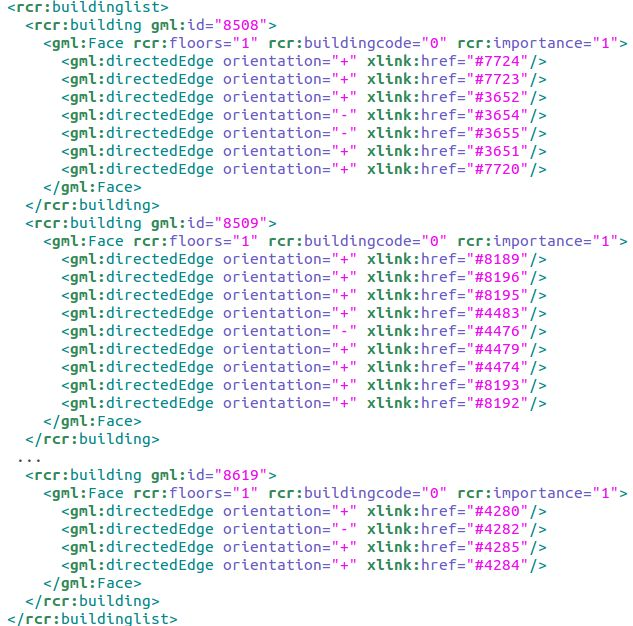 <rcr:buildinglist>
  <rcr:building gml:id="8508">
    <gml:Face rcr:floors="1" rcr:buildingcode="0" rcr:importance="1">
      <gml:directedEdge orientation="+" xlink:href="#7724"/>
      <gml:directedEdge orientation="+" xlink:href="#7723"/>
      <gml:directedEdge orientation="+" xlink:href="#3652"/>
      <gml:directedEdge orientation="-" xlink:href="#3654"/>
      <gml:directedEdge orientation="-" xlink:href="#3655"/>
      <gml:directedEdge orientation="+" xlink:href="#3651"/>
      <gml:directedEdge orientation="+" xlink:href="#7720"/>
    </gml:Face>
  </rcr:building>
  <rcr:building gml:id="8509">
    <gml:Face rcr:floors="1" rcr:buildingcode="0" rcr:importance="1">
      <gml:directedEdge orientation="+" xlink:href="#8189"/>
      <gml:directedEdge orientation="+" xlink:href="#8196"/>
      <gml:directedEdge orientation="+" xlink:href="#8195"/>
      <gml:directedEdge orientation="+" xlink:href="#4483"/>
      <gml:directedEdge orientation="-" xlink:href="#4476"/>
      <gml:directedEdge orientation="+" xlink:href="#4479"/>
      <gml:directedEdge orientation="+" xlink:href="#4474"/>
      <gml:directedEdge orientation="+" xlink:href="#8193"/>
      <gml:directedEdge orientation="+" xlink:href="#8192"/>
    </gml:Face>
  </rcr:building>
 ...
  <rcr:building gml:id="8619">
    <gml:Face rcr:floors="1" rcr:buildingcode="0" rcr:importance="1">
      <gml:directedEdge orientation="+" xlink:href="#4280"/>
      <gml:directedEdge orientation="-" xlink:href="#4282"/>
      <gml:directedEdge orientation="+" xlink:href="#4285"/>
      <gml:directedEdge orientation="+" xlink:href="#4284"/>
    </gml:Face>
  </rcr:building>
</rcr:buildinglist>